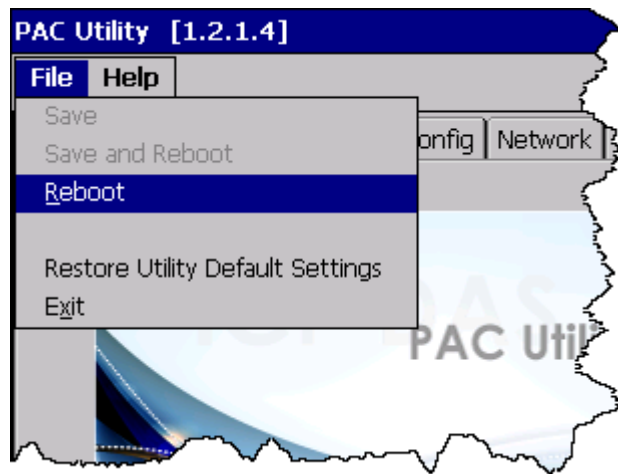 PAC Utility [1.2.1.4]
File Help
Save
Save and Reboot
onfig Network
Reboot
Restore Utility Default Settings
Exit
PAC Util